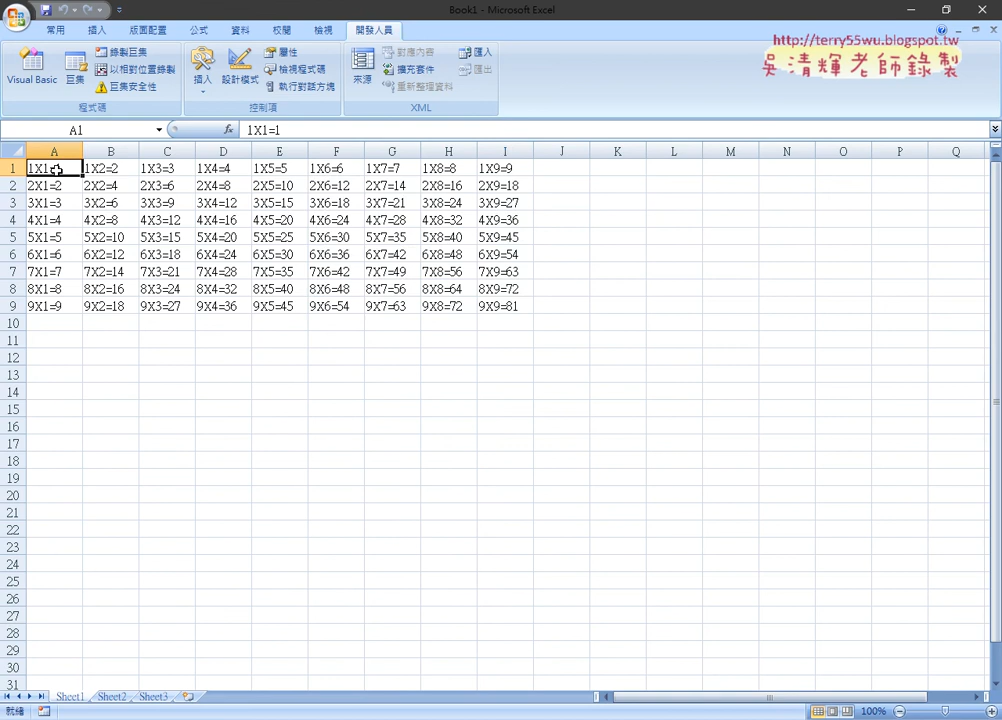 Book1 - Microsoft Excel
常用 插入 版面配置 公式 資料 校閱 檢視 開發人員
http://terry55wu.blogspot.tw
吳清輝老師錄製
Visual Basic 巨集 錄製巨集 以相對位置錄製 巨集安全性
插入 設計模式 屬性 檢視程式碼 執行對話方塊
來源 對應內容 擴充套件 重新整理資料 匯入 匯出
程式碼 控制項 XML
A1 fx 1X1=1
A B C D E F G H I J K L M N O P Q
1 1X1= 1X2=2 1X3=3 1X4=4 1X5=5 1X6=6 1X7=7 1X8=8 1X9=9
2 2X1=2 2X2=4 2X3=6 2X4=8 2X5=10 2X6=12 2X7=14 2X8=16 2X9=18
3 3X1=3 3X2=6 3X3=9 3X4=12 3X5=15 3X6=18 3X7=21 3X8=24 3X9=27
4 4X1=4 4X2=8 4X3=12 4X4=16 4X5=20 4X6=24 4X7=28 4X8=32 4X9=36
5 5X1=5 5X2=10 5X3=15 5X4=20 5X5=25 5X6=30 5X7=35 5X8=40 5X9=45
6 6X1=6 6X2=12 6X3=18 6X4=24 6X5=30 6X6=36 6X7=42 6X8=48 6X9=54
7 7X1=7 7X2=14 7X3=21 7X4=28 7X5=35 7X6=42 7X7=49 7X8=56 7X9=63
8 8X1=8 8X2=16 8X3=24 8X4=32 8X5=40 8X6=48 8X7=56 8X8=64 8X9=72
9 9X1=9 9X2=18 9X3=27 9X4=36 9X5=45 9X6=54 9X7=63 9X8=72 9X9=81
10
11
12
13
14
15
16
17
18
19
20
21
22
23
24
25
26
27
28
29
30
31
Sheet1 Sheet2 Sheet3
就緒 100%